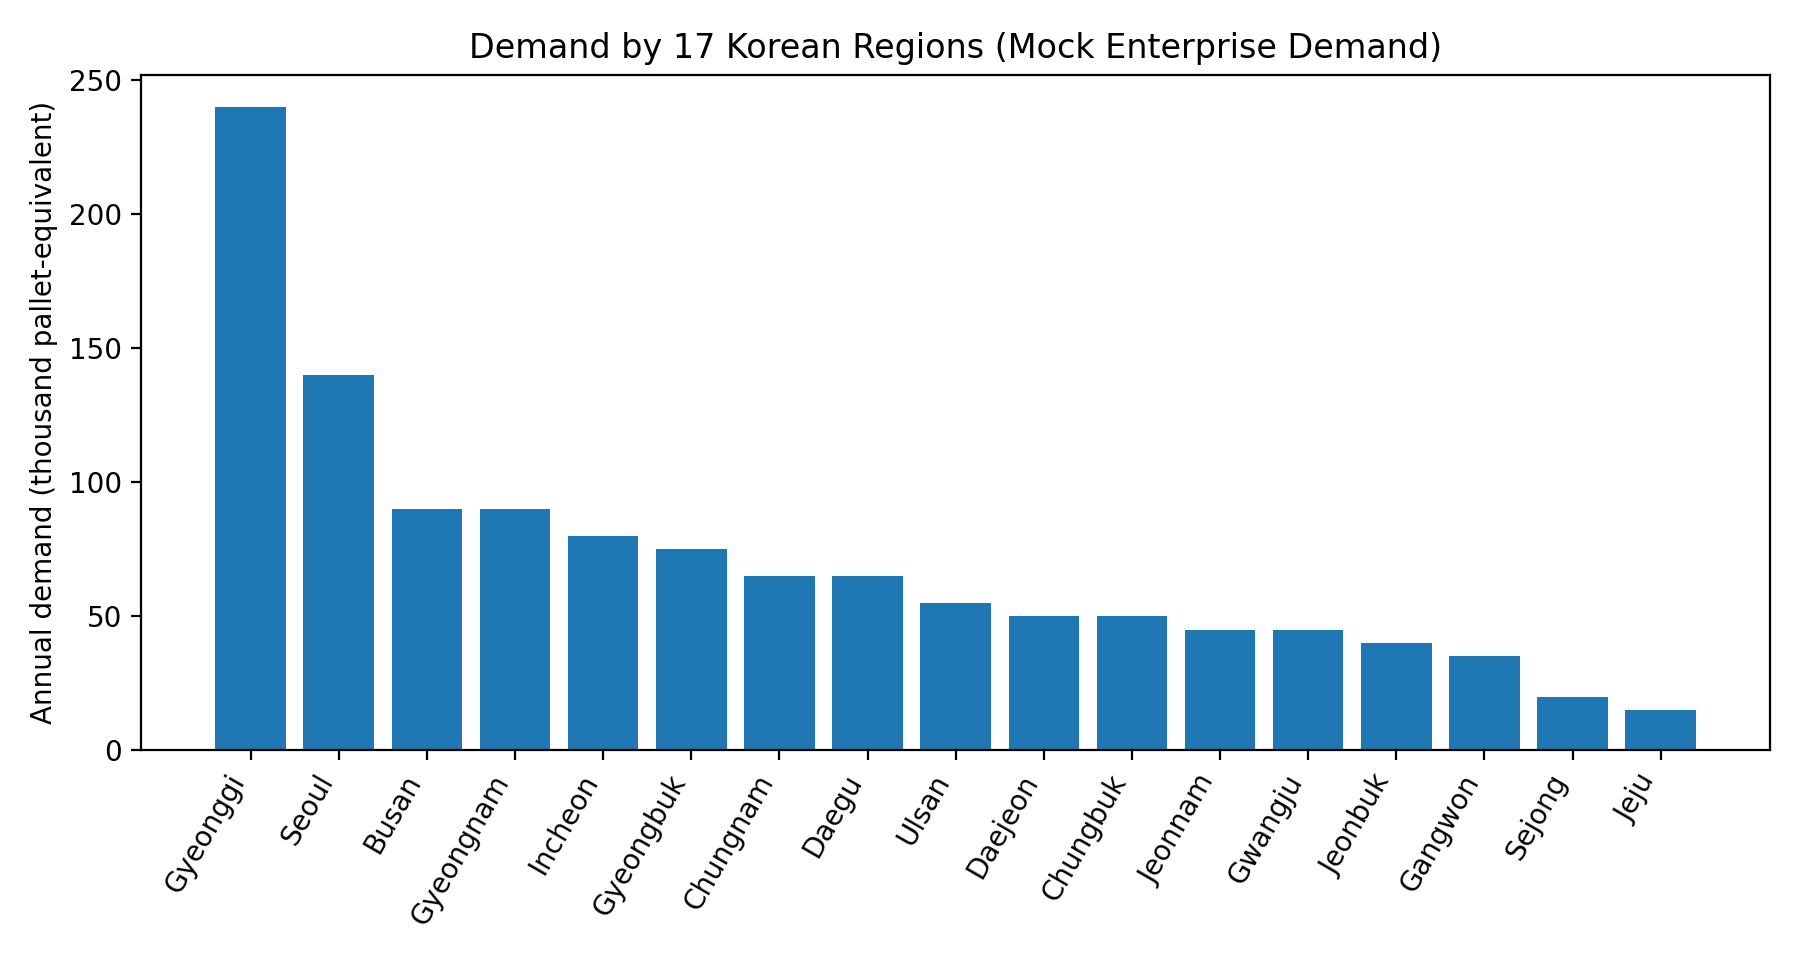 Demand by 17 Korean Regions (Mock Enterprise Demand)
Annual demand (thousand pallet-equivalent)
250
200
150
100
50
0
Gyeonggi
Seoul
Busan
Gyeongnam
Incheon
Gyeongbuk
Chungnam
Daegu
Ulsan
Daejeon
Chungbuk
Jeonnam
Gwangju
Jeonbuk
Gangwon
Sejong
Jeju